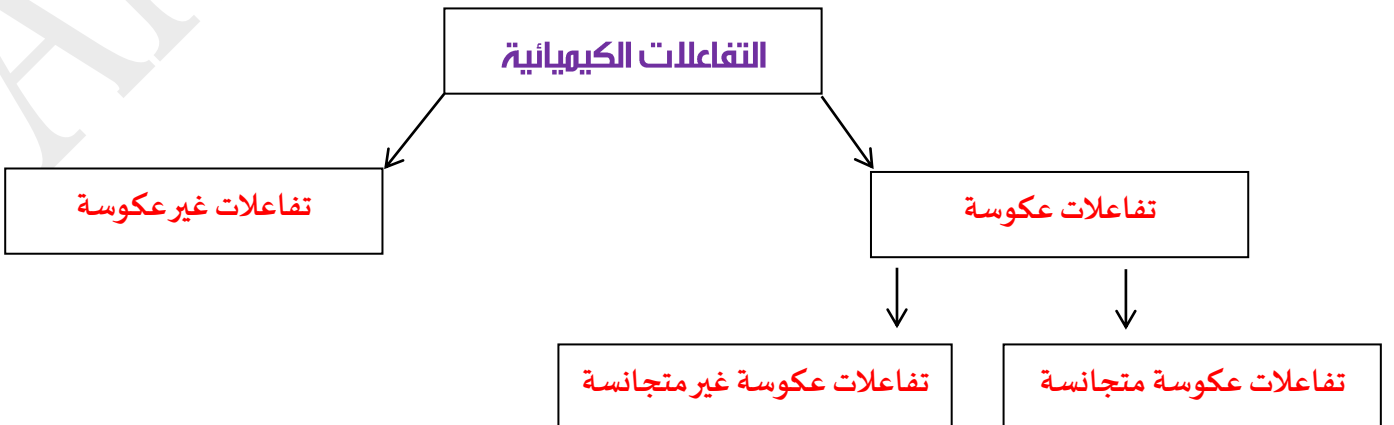 التفاعلات الكيميائية
تفاعلات عكوسة
تفاعلات غير عكوسة
تفاعلات عكوسة متجانسة
تفاعلات عكوسة غير متجانسة